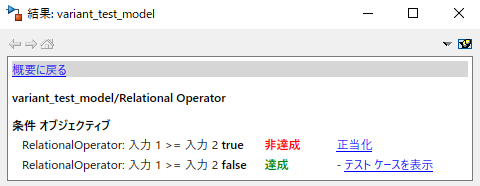 結果: variant_test_model
概要に戻る
variant_test_model/Relational Operator
条件 オブジェクティブ
RelationalOperator: 入力 1 >= 入力 2 true 非達成 正当化
RelationalOperator: 入力 1 >= 入力 2 false 達成 - テスト ケースを表示